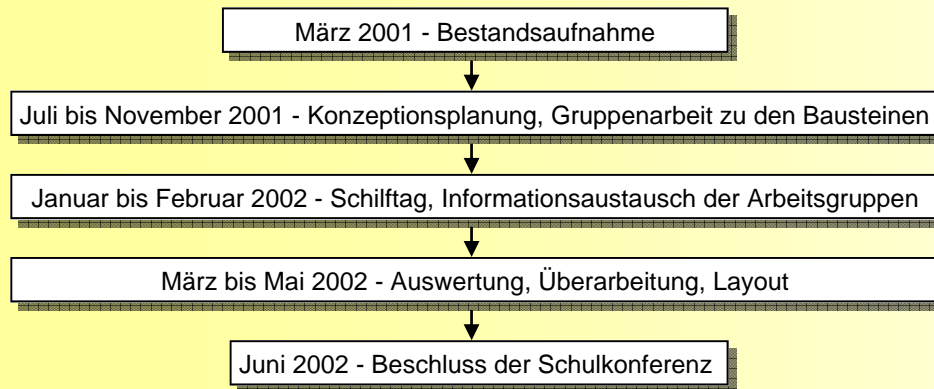 März 2001 - Bestandsaufnahme
Juli bis November 2001 - Konzeptionsplanung, Gruppenarbeit zu den Bausteinen
Januar bis Februar 2002 - Schilftag, Informationsaustausch der Arbeitsgruppen
März bis Mai 2002 - Auswertung, Überarbeitung, Layout
Juni 2002 - Beschluss der Schulkonferenz